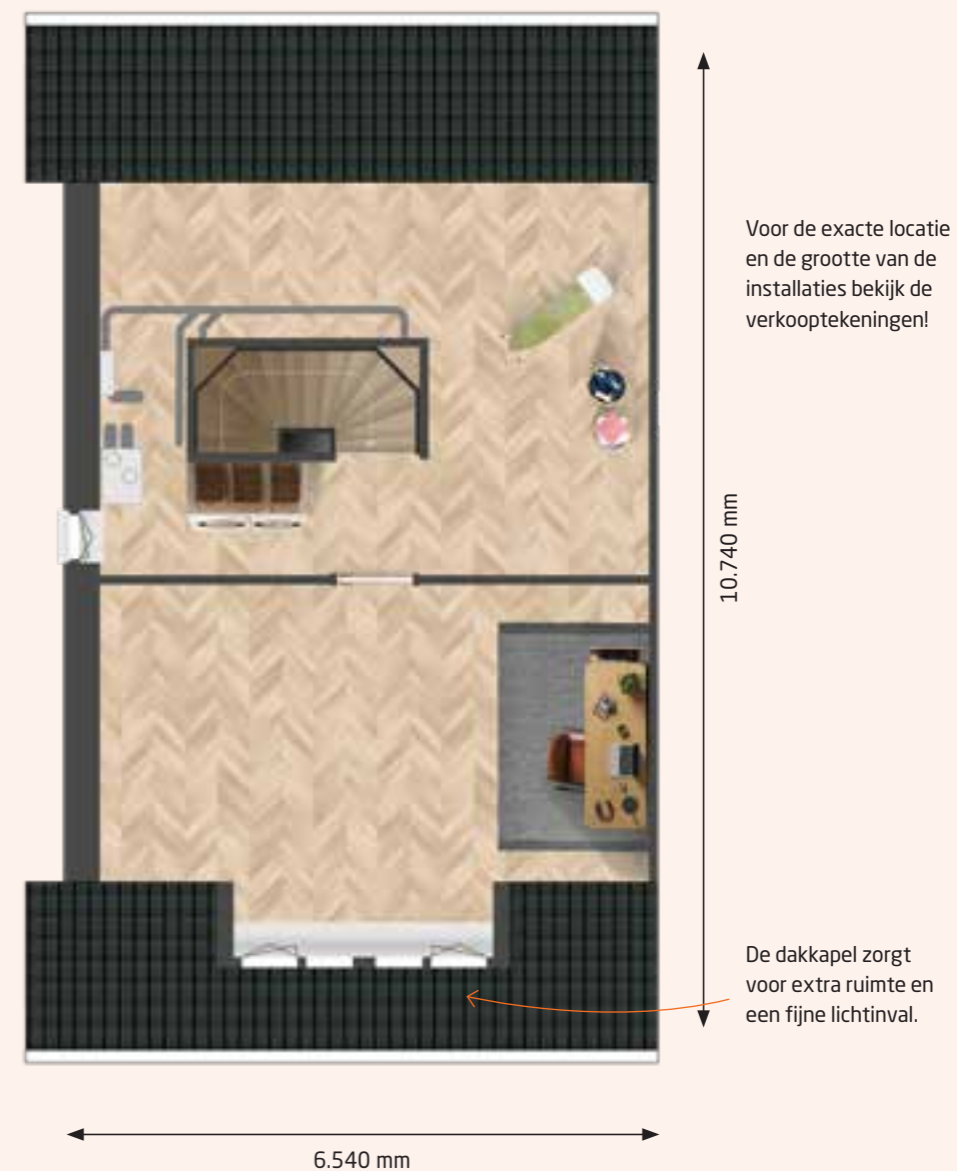 Voor de exacte locatie
en de grootte van de
installaties bekijk de
verkooptekeningen!
10.740 mm
De dakkapel zorgt
voor extra ruimte en
een fijne lichtinval.
6.540 mm